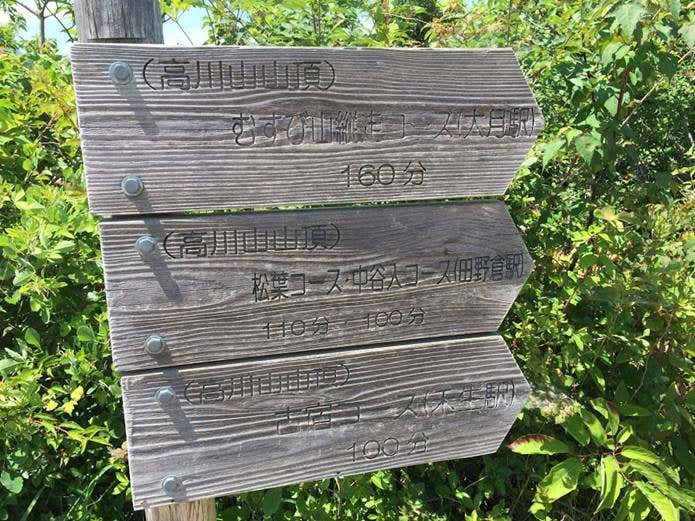 (高川山山頂)
むすび山縦走コース(大月駅)
160分
(高川山山頂)
松葉コース・中谷入コース(田野倉駅)
110分・100分
(高川山山頂)
古宿コース(禾生駅)
100分